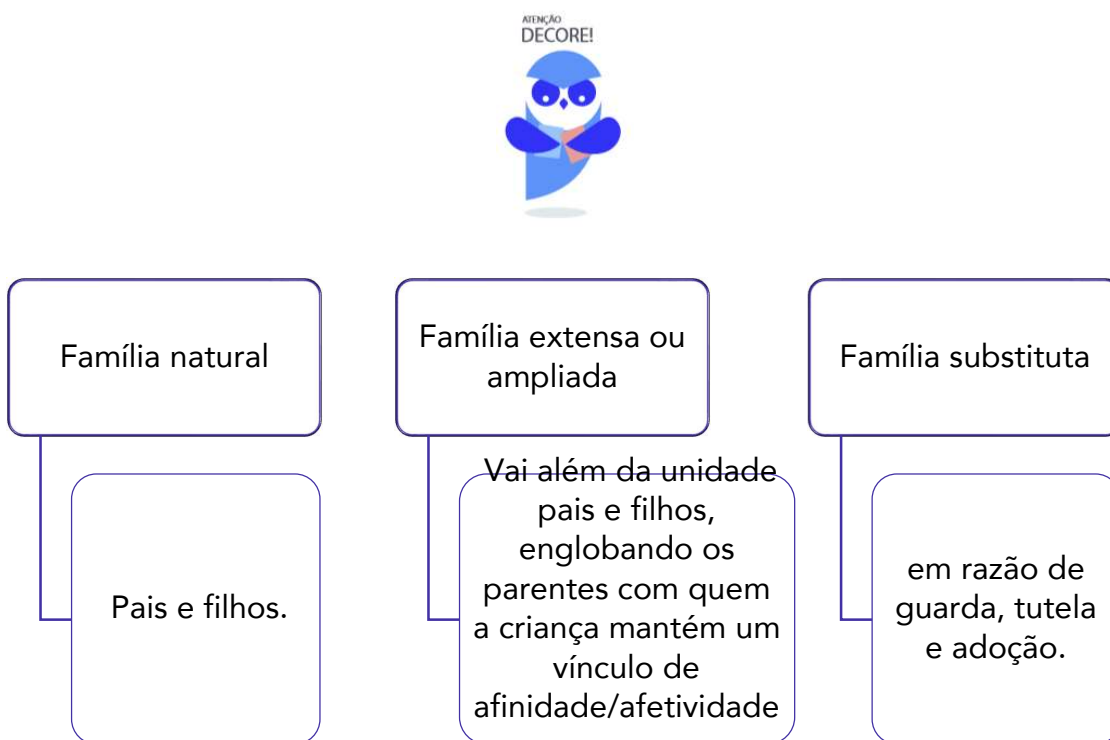 ATENÇÃO
DECORE!
Família natural
Pais e filhos.
Família extensa ou
ampliada
Vai além da unidade
pais e filhos,
englobando os
parentes com quem
a criança mantém um
vínculo de
afinidade/afetividade
Família substituta
em razão de
guarda, tutela
e adoção.